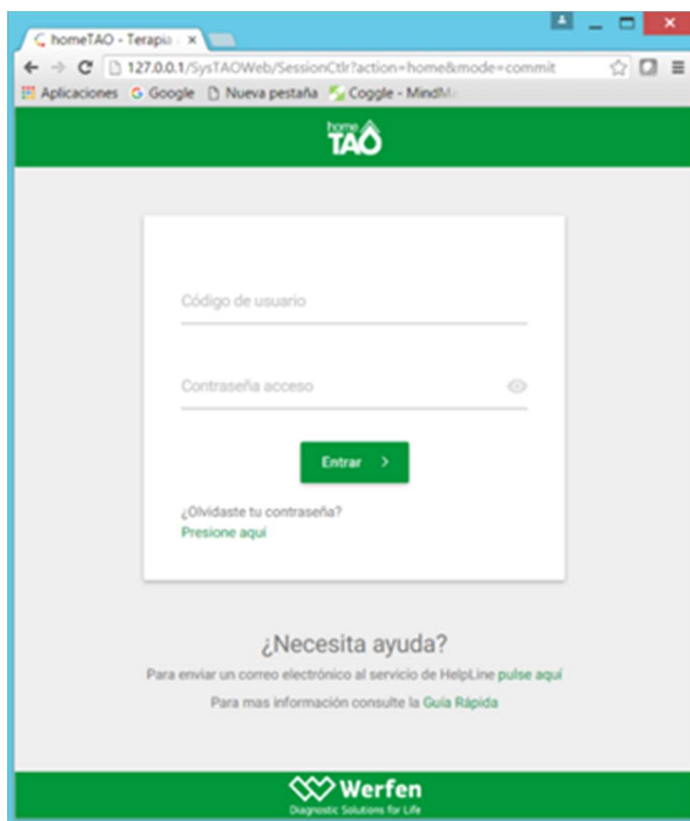 homeTAO - Terapia
127.0.0.1/SysTAOWeb/SessionCtlr?action=home&mode=commit
Aplicaciones Google Nueva pestaña Coggle - MindMa
home
TAO
Código de usuario
Contraseña acceso
Entrar >
¿Olvidaste tu contraseña?
Presione aquí
¿Necesita ayuda?
Para enviar un correo electrónico al servicio de HelpLine pulse aquí
Para mas información consulte la Guía Rápida
Werfen
Diagnostic Solutions for Life